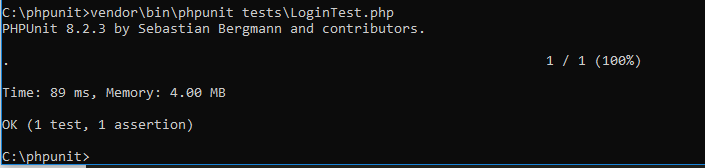 C:\phpunit>vendor\bin\phpunit tests\LoginTest.php
PHPUnit 8.2.3 by Sebastian Bergmann and contributors.
. 1 / 1 (100%)
Time: 89 ms, Memory: 4.00 MB
OK (1 test, 1 assertion)
C:\phpunit>